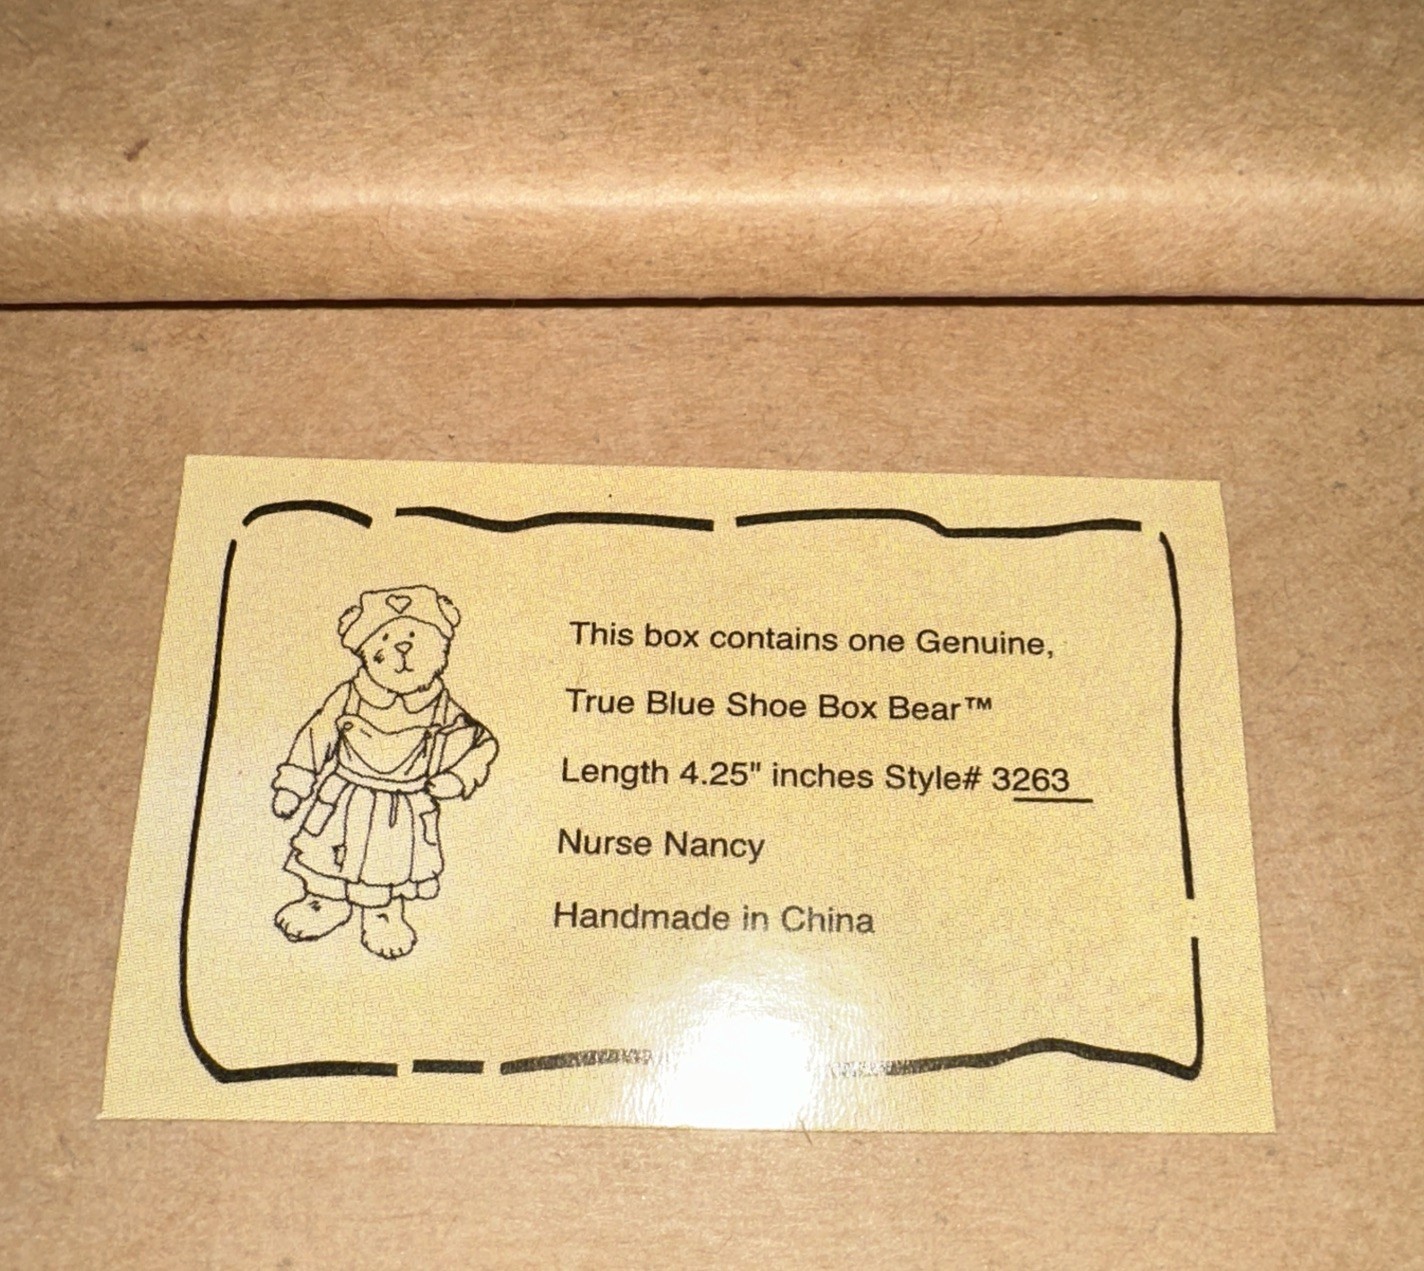 This box contains one Genuine,
True Blue Shoe Box Bear™
Length 4.25" inches Style# 3263
Nurse Nancy
Handmade in China